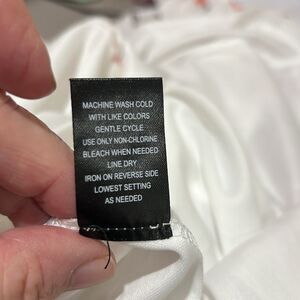 MACHINE WASH COLD
WITH LIKE COLORS
GENTLE CYCLE
USE ONLY NON-CHLORINE
BLEACH WHEN NEEDED
LINE DRY
IRON ON REVERSE SIDE
LOWEST SETTING
AS NEEDED